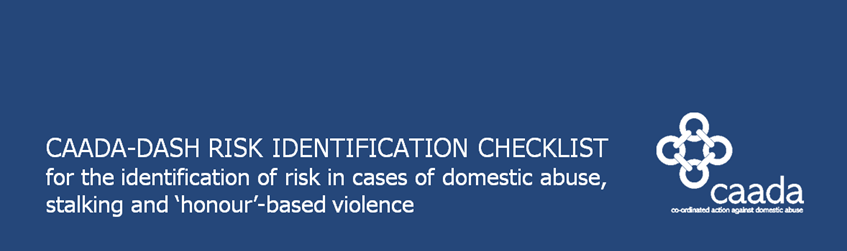 CAADA-DASH RISK IDENTIFICATION CHECKLIST
for the identification of risk in cases of domestic abuse,
stalking and ‘honour’-based violence
caada
co-ordinated action against domestic abuse